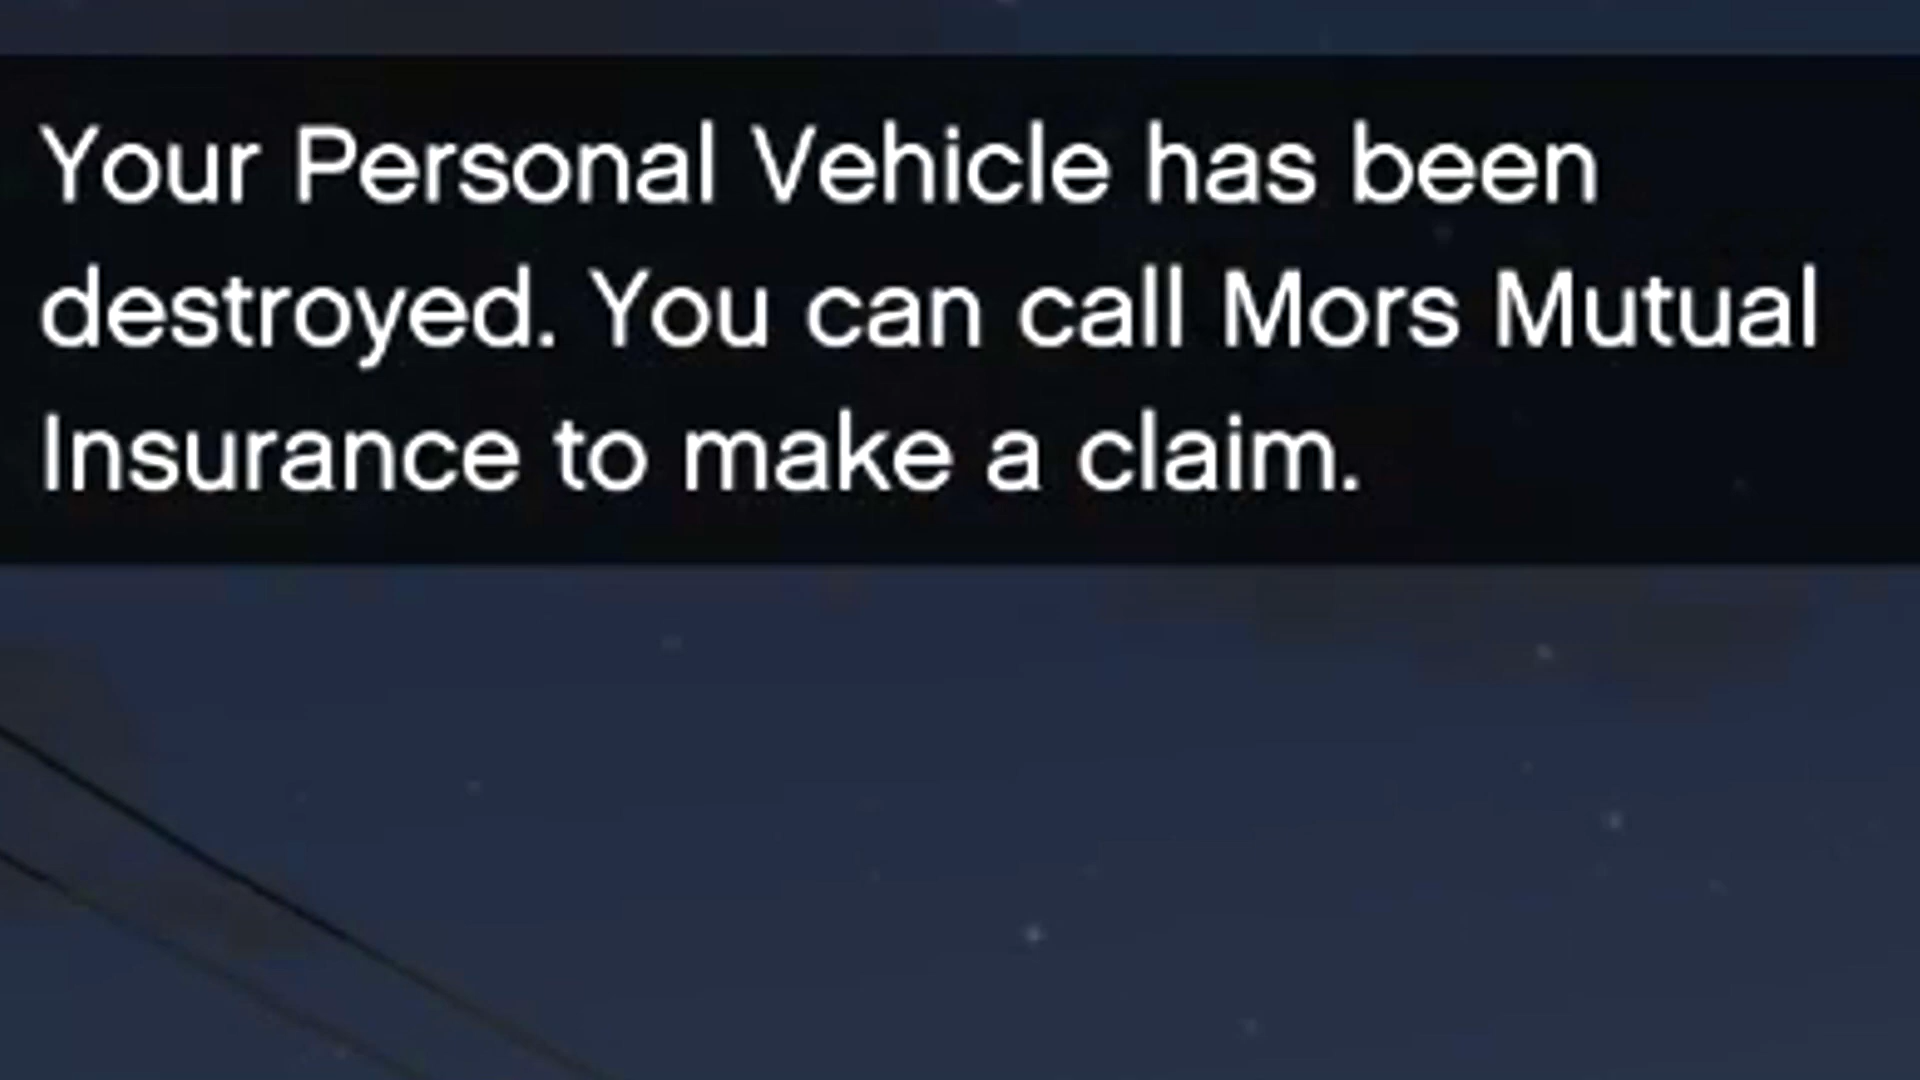 Your Personal Vehicle has been
destroyed. You can call Mors Mutual
Insurance to make a claim.